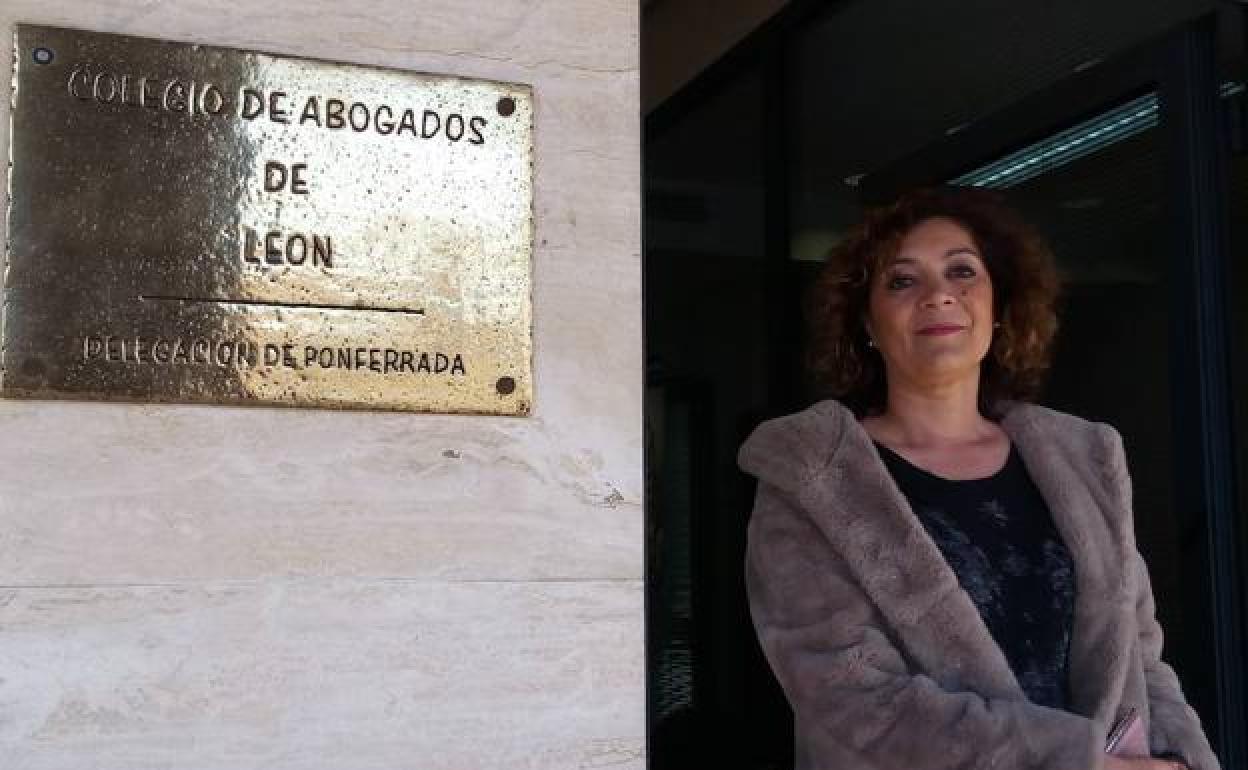 COLEGIO DE ABOGADOS
DE
LEON
DELEGACION DE PONFERRADA